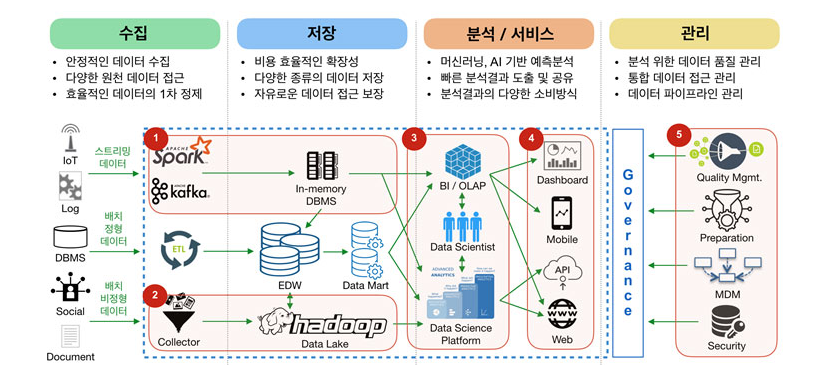 수집
저장
분석 / 서비스
관리
• 안정적인 데이터 수집
• 다양한 원천 데이터 접근
• 효율적인 데이터의 1차 정제
• 비용 효율적인 확장성
• 다양한 종류의 데이터 저장
• 자유로운 데이터 접근 보장
• 머신러닝, AI 기반 예측분석
• 빠른 분석결과 도출 및 공유
• 분석결과의 다양한 소비방식
• 분석 위한 데이터 품질 관리
• 통합 데이터 접근 관리
• 데이터 파이프라인 관리
IoT
Log
DBMS
Social
Document
스트리밍
데이터
배치
정형
데이터
배치
비정형
데이터
1
APACHE
Spark
kafka
In-memory
DBMS
ETL
EDW
Data Mart
2
Collector
hadoop
Data Lake
3
BI / OLAP
Data Scientist
ADVANCED
ANALYTICS
Data Science
Platform
4
Dashboard
Mobile
API
www
Web
Governance
5
Quality Mgmt.
Preparation
MDM
Security